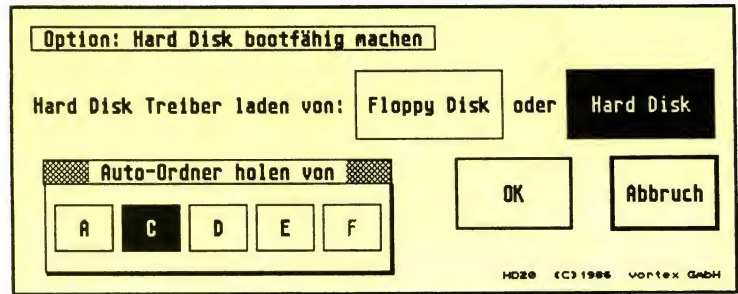 Option: Hard Disk bootfähig machen
Hard Disk Treiber laden von: Floppy Disk oder Hard Disk
Auto-Ordner holen von
A C D E F
OK Abbruch
HD20 (C) 1986 vortex GmbH